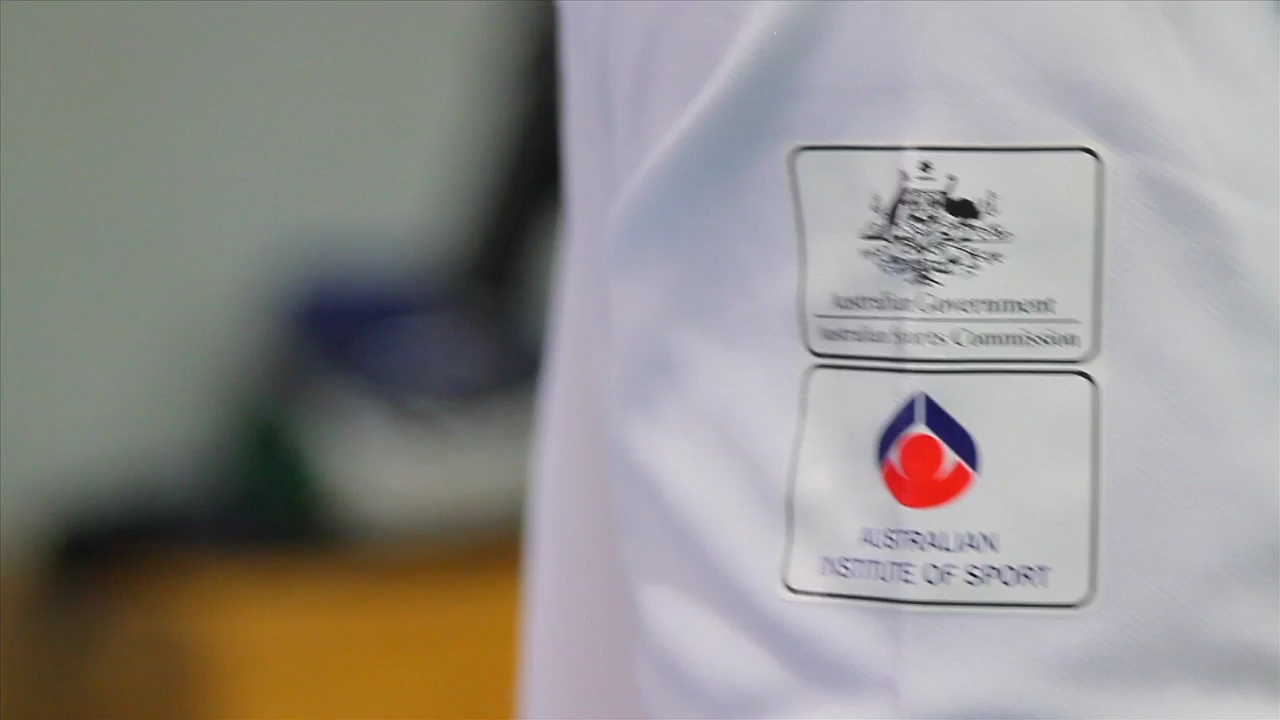 Australian Government
Australian Sports Commission
AUSTRALIAN
INSTITUTE OF SPORT